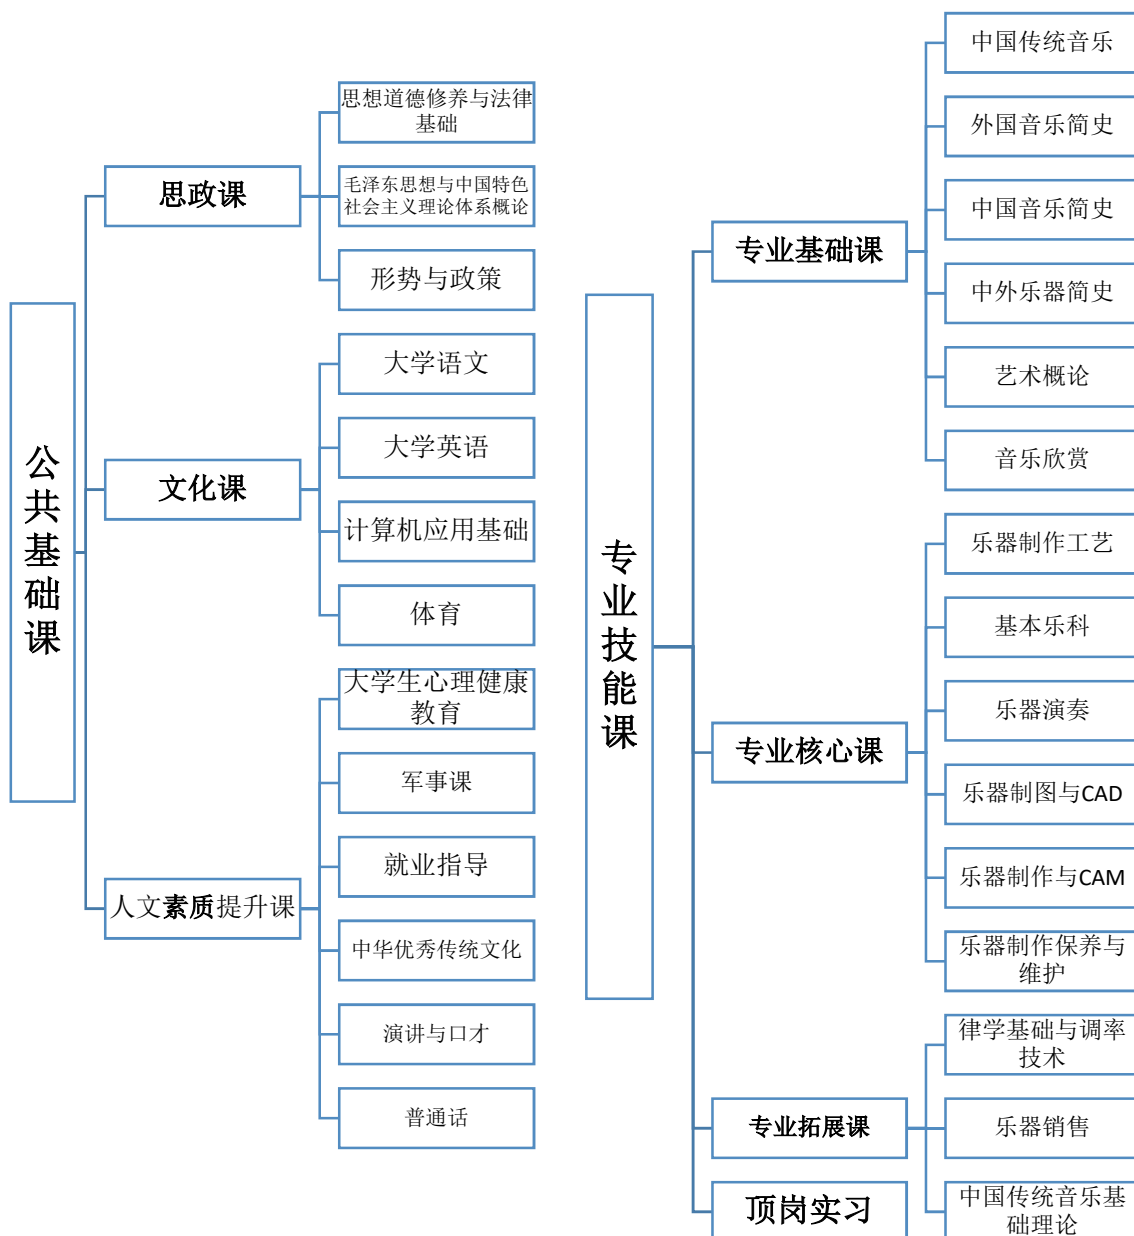 公共基础课
思政课
思想道德修养与法律
基础
毛泽东思想与中国特色
社会主义理论体系概论
形势与政策
文化课
大学语文
大学英语
计算机应用基础
体育
人文素质提升课
大学生心理健康
教育
军事课
就业指导
中华优秀传统文化
演讲与口才
普通话
专业技能课
专业基础课
中国传统音乐
外国音乐简史
中国音乐简史
中外乐器简史
艺术概论
音乐欣赏
专业核心课
乐器制作工艺
基本乐科
乐器演奏
乐器制图与CAD
乐器制作与CAM
乐器制作保养与
维护
专业拓展课
律学基础与调率
技术
乐器销售
中国传统音乐基
础理论
顶岗实习